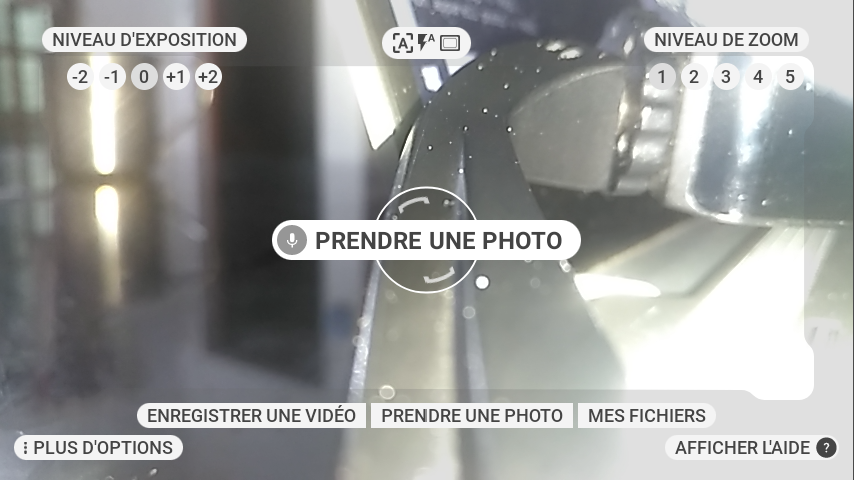 NIVEAU D'EXPOSITION
-2 -1 0 +1 +2
A
A
NIVEAU DE ZOOM
1 2 3 4 5
PRENDRE UNE PHOTO
ENREGISTRER UNE VIDÉO
PRENDRE UNE PHOTO
MES FICHIERS
PLUS D'OPTIONS
AFFICHER L'AIDE ?